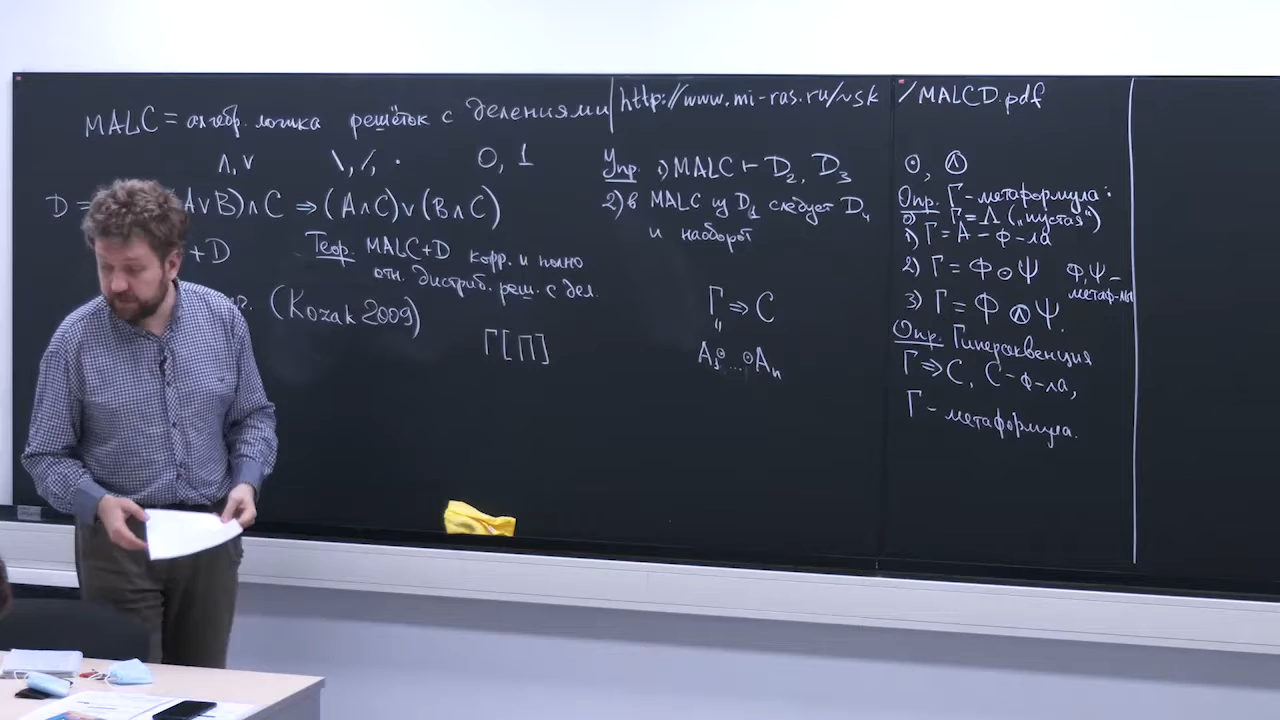 MALC = алгебр. логика решёток с делениями
∧,∨ \,/,· 0, 1
D = A∨B)∧C ⇒ (A∧C)∨(B∧C)
+D
Теор. MALC+D корр. и полно
отн. дистриб. реш. с дел.
(Kozak 2009)
Γ[Π]
http://www.mi-ras.ru/~sk/MALCD.pdf
Упр. 1) MALC ⊢ D₂, D₃
2) в MALC из D₁ следует D₄
и наоборот
Γ ⇒ C
"
A₁⊙...⊙Aₙ
⊙, Ⓐ
Опр. Γ-метаформула:
0) Γ = Λ („пустая")
1) Γ = A - ф-ла
2) Γ = Φ ⊙ Ψ Φ,Ψ -
метаф-лы
3) Γ = Φ Ⓐ Ψ.
Опр. Гиперсеквенция
Γ ⇒ C, C - ф-ла,
Γ - метаформула.